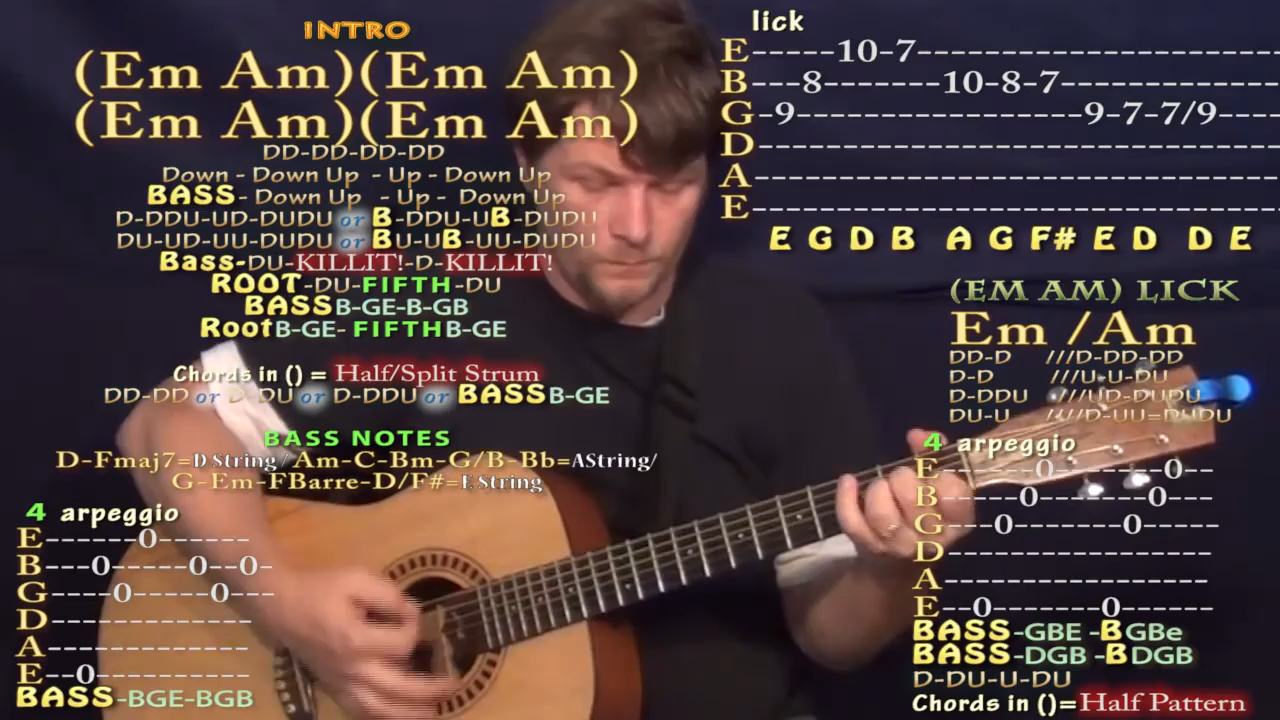 INTRO
(Em Am)(Em Am)
(Em Am)(Em Am)
DD-DD-DD-DD
Down - Down Up - Up - Down Up
BASS - Down Up - Up - Down Up
D-DDU-UD-DUDU or B-DDU-UB-DUDU
DU-UD-UU-DUDU or BU-UB-UU-DUDU
Bass-DU-KILLIT!-D-KILLIT!
ROOT-DU-FIFTH-DU
BASSB-GE-B-GB
RootB-GE- FIFTHB-GE
Chords in () = Half/Split Strum
DD-DD or D-DU or D-DDU or BASSB-GE
BASS NOTES
D-Fmaj7=D String/ Am-C-Bm-G/B-Bb=AString/
G-Em-FBarre-D/F#=E String
4 arpeggio
E------0------
B---0-----0--0-
G----0-----0---
D-------------
A-------------
E--0----------
BASS-BGE-BGB
lick
E-----10-7----------------------
B---8-------10-8-7---------------
G-9------------------9-7-7/9----
D--------------------------------
A--------------------------------
E--------------------------------
E G D B A G F# E D D E
(EM AM) LICK
Em /Am
DD-D ///D-DD-DD
D-D ///U-U-DU
D-DDU ///UD-DUDU
DU-U ///D-UU=DUDU
4 arpeggio
E--------0--------0--
B------0-------0----
G----0-------0------
D-----------------
A-----------------
E--0-------0------
BASS-GBE -BGBe
BASS-DGB -BDGB
D-DU-U-DU
Chords in ()=Half Pattern